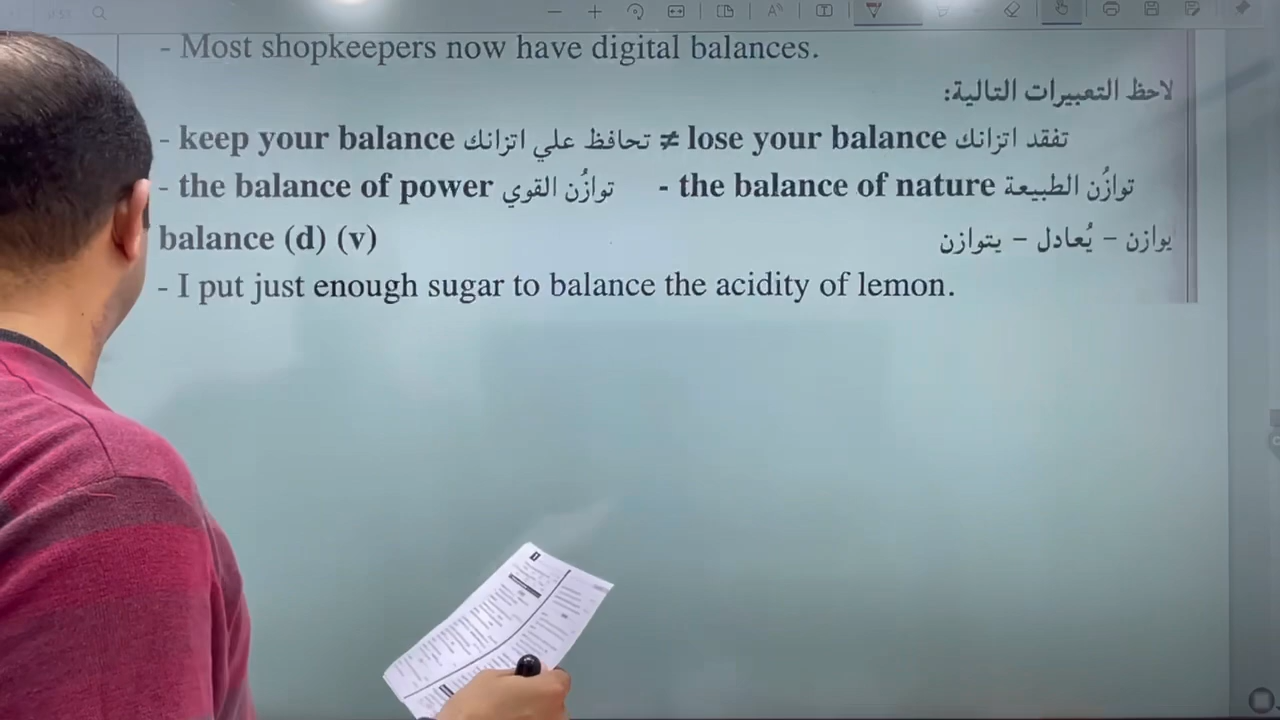 - Most shopkeepers now have digital balances.
لاحظ التعبيرات التالية:
- keep your balance تحافظ علي اتزانك ≠ lose your balance تفقد اتزانك
- the balance of power توازُن القوي - the balance of nature توازُن الطبيعة
balance (d) (v) يوازن – يُعادل – يتوازن
- I put just enough sugar to balance the acidity of lemon.